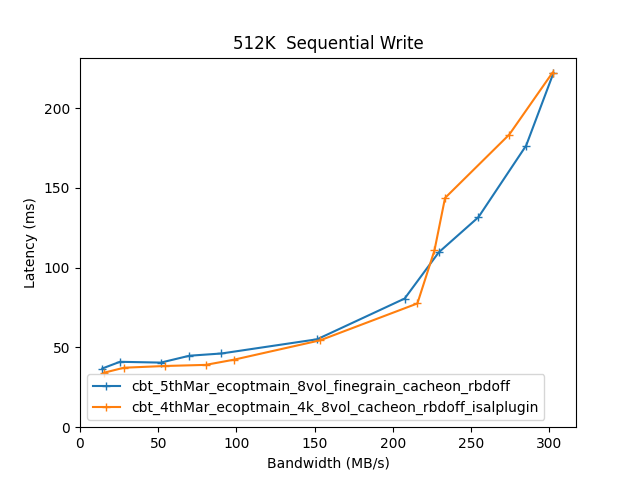 512K  Sequential Write
200
150
100
50
0
Latency (ms)
cbt_5thMar_ecoptmain_8vol_finegrain_cacheon_rbdoff
cbt_4thMar_ecoptmain_4k_8vol_cacheon_rbdoff_isalplugin
0 50 100 150 200 250 300
Bandwidth (MB/s)